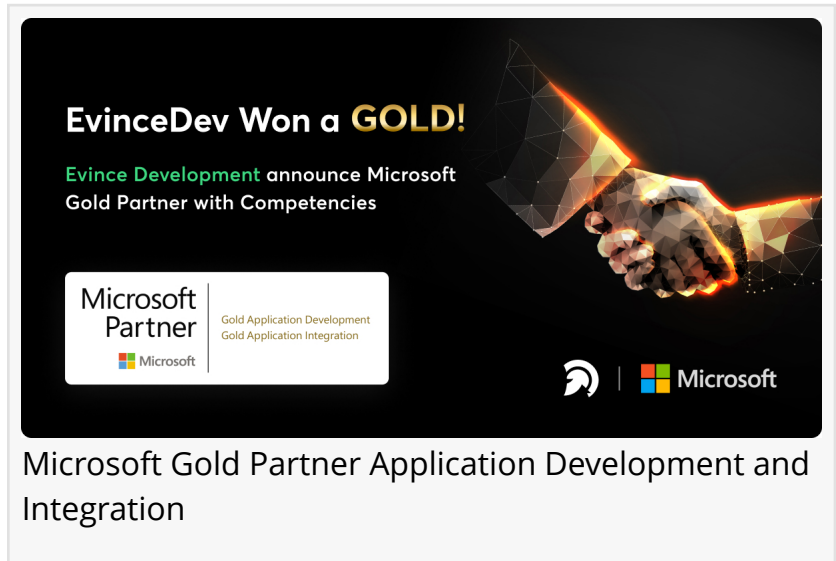 EvinceDev Won a GOLD!
Evince Development announce Microsoft
Gold Partner with Competencies
Microsoft
Partner
Microsoft
Gold Application Development
Gold Application Integration
Microsoft
Microsoft Gold Partner Application Development and
Integration